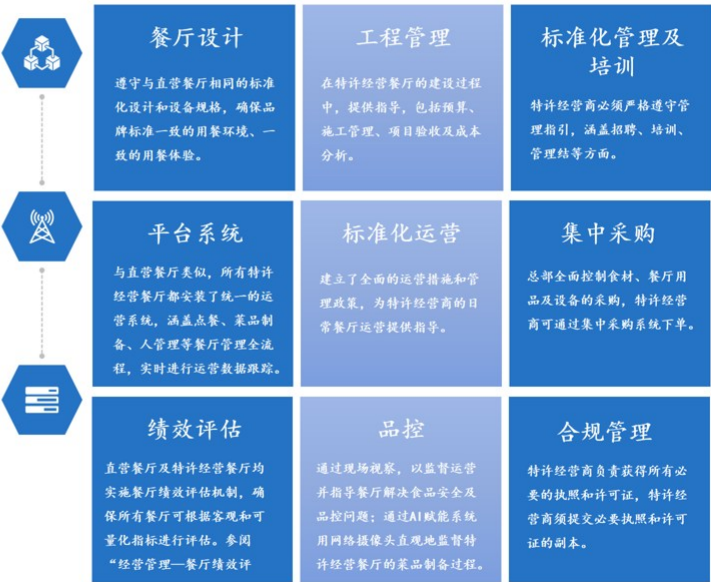 餐厅设计
遵守与直营餐厅相同的标准
化设计和设备规格，确保品
牌标准一致的用餐环境、一
致的用餐体验。
工程管理
在特许经营餐厅的建设过程
中，提供指导，包括预算、
施工管理、项目验收及成本
分析。
标准化管理及
培训
特许经营商必须严格遵守管
理指引，涵盖招聘、培训、
管理结等方面。
平台系统
与直营餐厅类似，所有特许
经营餐厅都安装了统一的运
营系统，涵盖点餐、菜品制
备、人管理等餐厅管理全流
程，实时进行运营数据跟踪。
标准化运营
建立了全面的运营措施和管
理政策，为特许经营商的日
常餐厅运营提供指导。
集中采购
总部全面控制食材、餐厅用
品及设备的采购，特许经营
商可通过集中采购系统下单。
绩效评估
直营餐厅及特许经营餐厅均
实施餐厅绩效评估机制，确
保所有餐厅可根据客观和可
量化指标进行评估。参阅
“经营管理—餐厅绩效评
品控
通过现场视察，以监督运营
并指导餐厅解决食品安全及
品控问题；通过AI赋能系统
用网络摄像头直观地监督特
许经营餐厅的菜品制备过程。
合规管理
特许经营商负责获得所有必
要的执照和许可证，特许经
营商须提交必要执照和许可
证的副本。